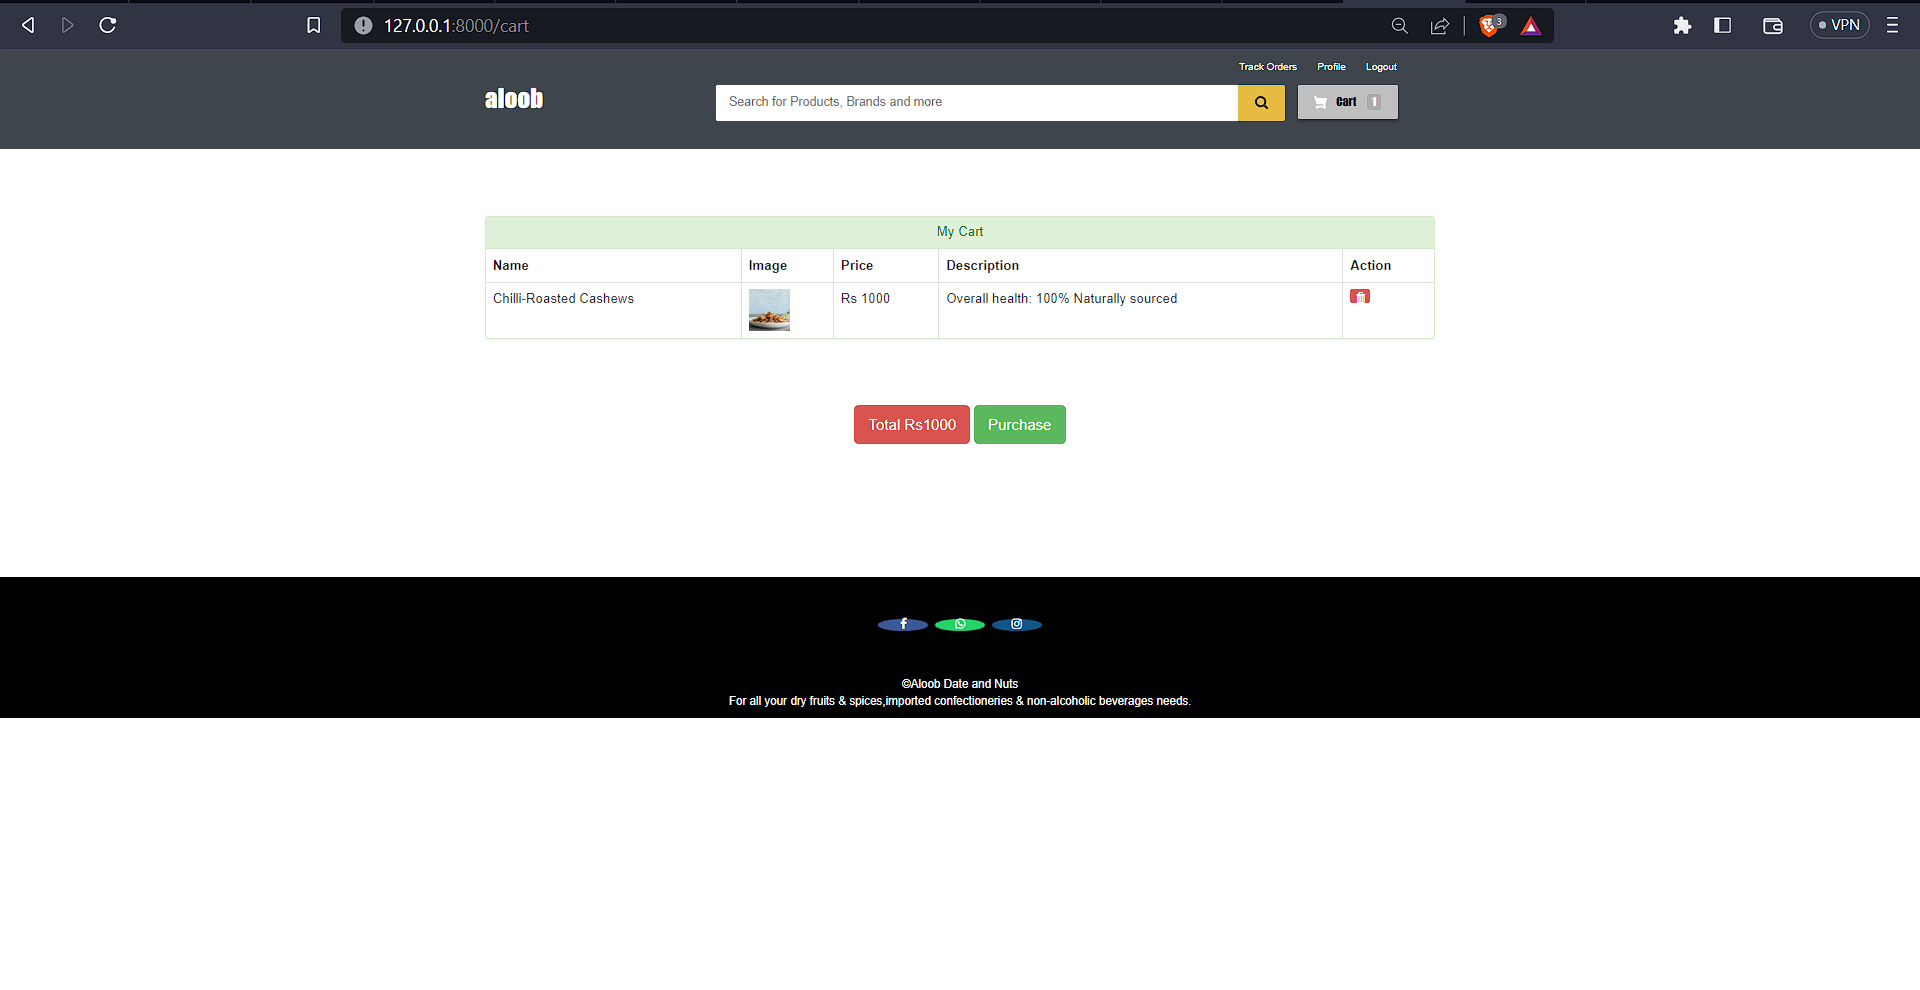 127.0.0.1:8000/cart
3
VPN
Track Orders Profile Logout
aloob
Search for Products, Brands and more
Cart 1
My Cart
Name Image Price Description Action
Chilli-Roasted Cashews Rs 1000 Overall health: 100% Naturally sourced
Total Rs1000 Purchase
©Aloob Date and Nuts
For all your dry fruits & spices,imported confectioneries & non-alcoholic beverages needs.